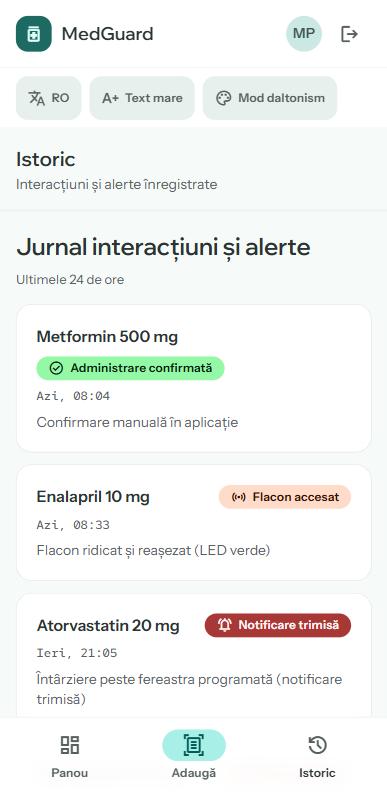 MedGuard
MP
RO
A+ Text mare
Mod daltonism
Istoric
Interacțiuni și alerte înregistrate
Jurnal interacțiuni și alerte
Ultimele 24 de ore
Metformin 500 mg
Administrare confirmată
Azi, 08:04
Confirmare manuală în aplicație
Enalapril 10 mg
Flacon accesat
Azi, 08:33
Flacon ridicat și reașezat (LED verde)
Atorvastatin 20 mg
Notificare trimisă
Ieri, 21:05
Întârziere peste fereastra programată (notificare
trimisă)
Panou
Adaugă
Istoric